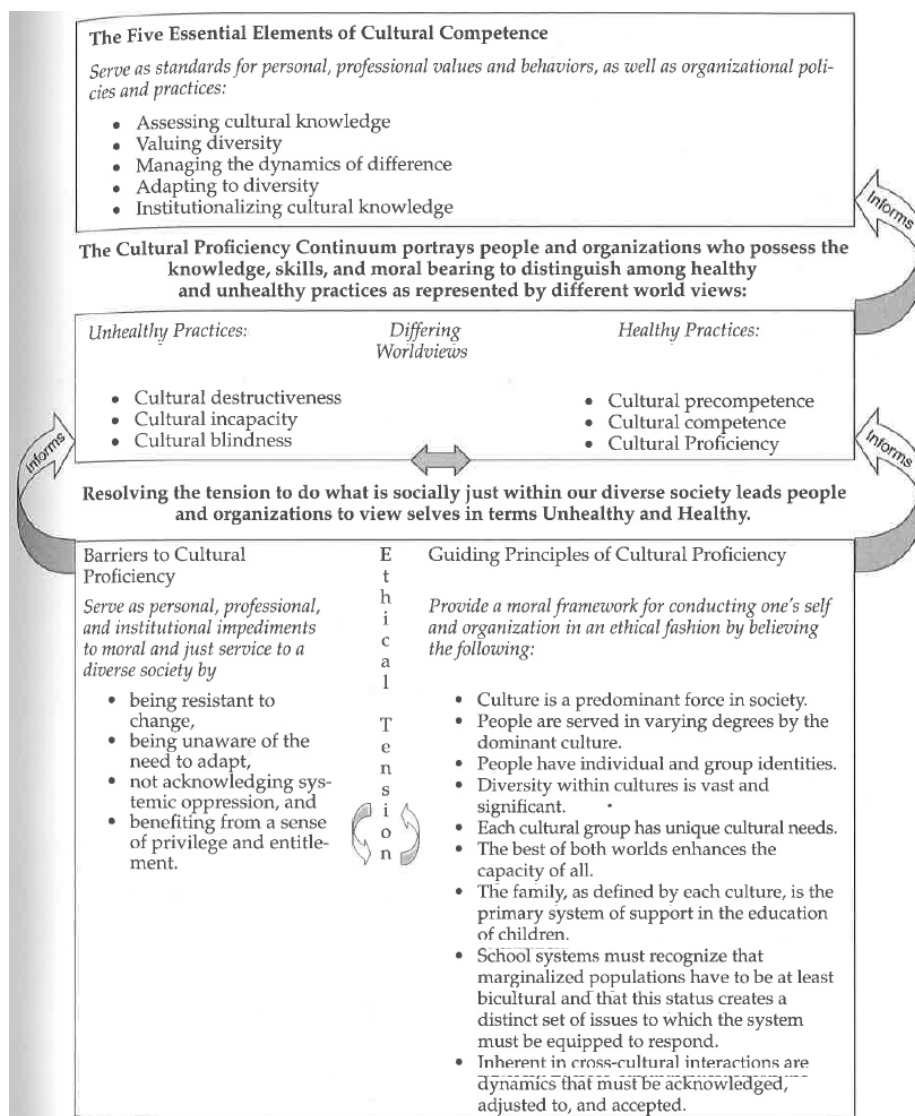 The Five Essential Elements of Cultural Competence
Serve as standards for personal, professional values and behaviors, as well as organizational poli-
cies and practices:
• Assessing cultural knowledge
• Valuing diversity
• Managing the dynamics of difference
• Adapting to diversity
• Institutionalizing cultural knowledge
Informs
The Cultural Proficiency Continuum portrays people and organizations who possess the
knowledge, skills, and moral bearing to distinguish among healthy
and unhealthy practices as represented by different world views:
Unhealthy Practices:
• Cultural destructiveness
• Cultural incapacity
• Cultural blindness
Differing
Worldviews
Healthy Practices:
• Cultural precompetence
• Cultural competence
• Cultural Proficiency
Informs
Informs
Resolving the tension to do what is socially just within our diverse society leads people
and organizations to view selves in terms Unhealthy and Healthy.
Barriers to Cultural
Proficiency
Serve as personal, professional,
and institutional impediments
to moral and just service to a
diverse society by
• being resistant to
change,
• being unaware of the
need to adapt,
• not acknowledging sys-
temic oppression, and
• benefiting from a sense
of privilege and entitle-
ment.
Ethical Tension
Guiding Principles of Cultural Proficiency
Provide a moral framework for conducting one's self
and organization in an ethical fashion by believing
the following:
• Culture is a predominant force in society.
• People are served in varying degrees by the
dominant culture.
• People have individual and group identities.
• Diversity within cultures is vast and
significant.
• Each cultural group has unique cultural needs.
• The best of both worlds enhances the
capacity of all.
• The family, as defined by each culture, is the
primary system of support in the education
of children.
• School systems must recognize that
marginalized populations have to be at least
bicultural and that this status creates a
distinct set of issues to which the system
must be equipped to respond.
• Inherent in cross-cultural interactions are
dynamics that must be acknowledged,
adjusted to, and accepted.